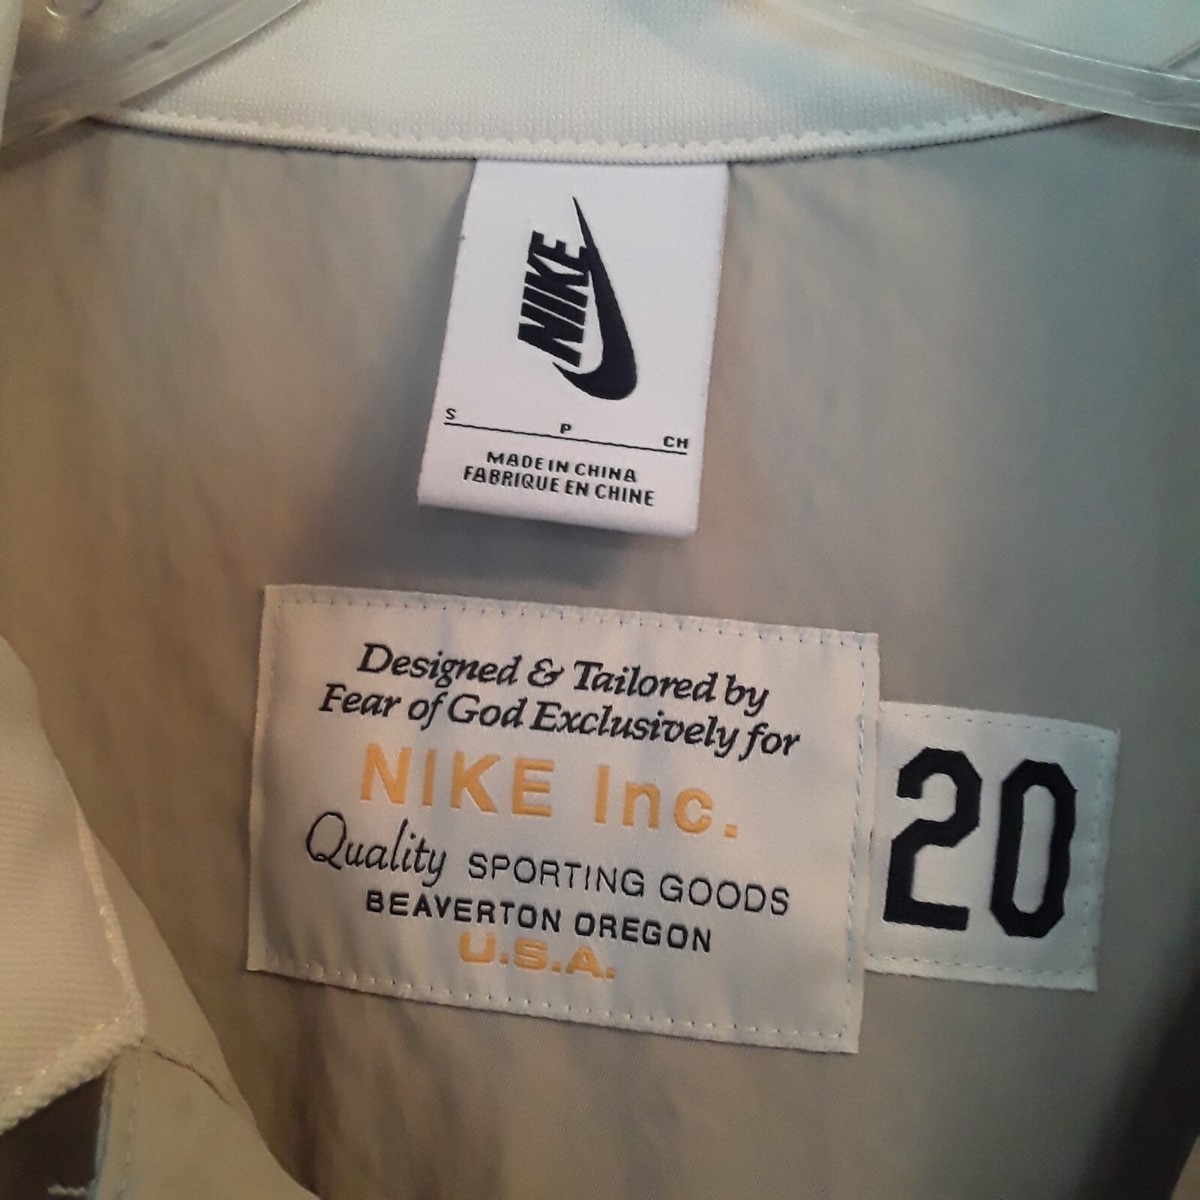 NIKE
S P CH
MADE IN CHINA
FABRIQUE EN CHINE
Designed & Tailored by
Fear of God Exclusively for
NIKE Inc.
Quality SPORTING GOODS
BEAVERTON OREGON
U.S.A.
20